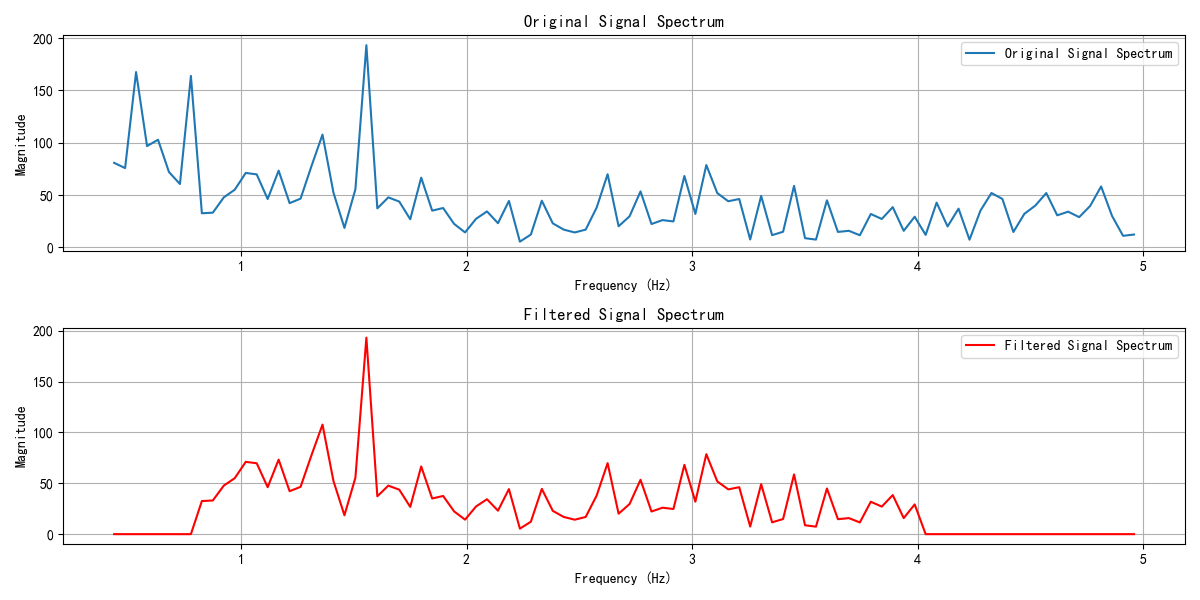 Original Signal Spectrum
200
150
100
50
0
Magnitude
Original Signal Spectrum
1 2 3 4 5
Frequency (Hz)
Filtered Signal Spectrum
200
150
100
50
0
Magnitude
Filtered Signal Spectrum
1 2 3 4 5
Frequency (Hz)